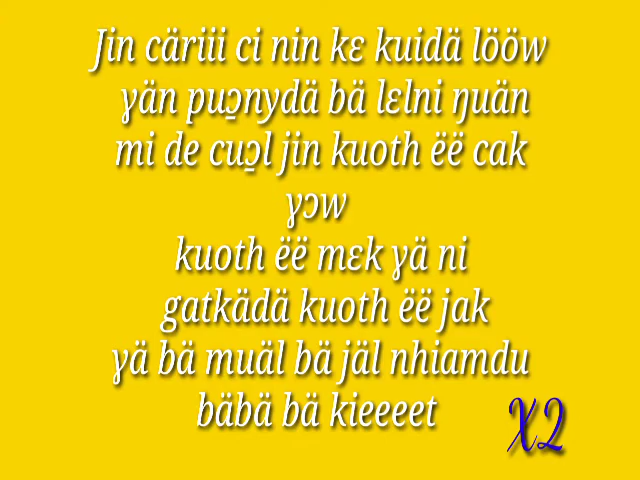 Jin cäriii ci nin kɛ kuidä lööw
ɣän puɔ̱nydä bä lɛlni ŋuän
mi de cuɔ̱l jin kuoth ëë cak
ɣɔw
kuoth ëë mɛk ɣä ni
gatkädä kuoth ëë jak
ɣä bä muäl bä jäl nhiamdu
bäbä bä kieeeet
X2